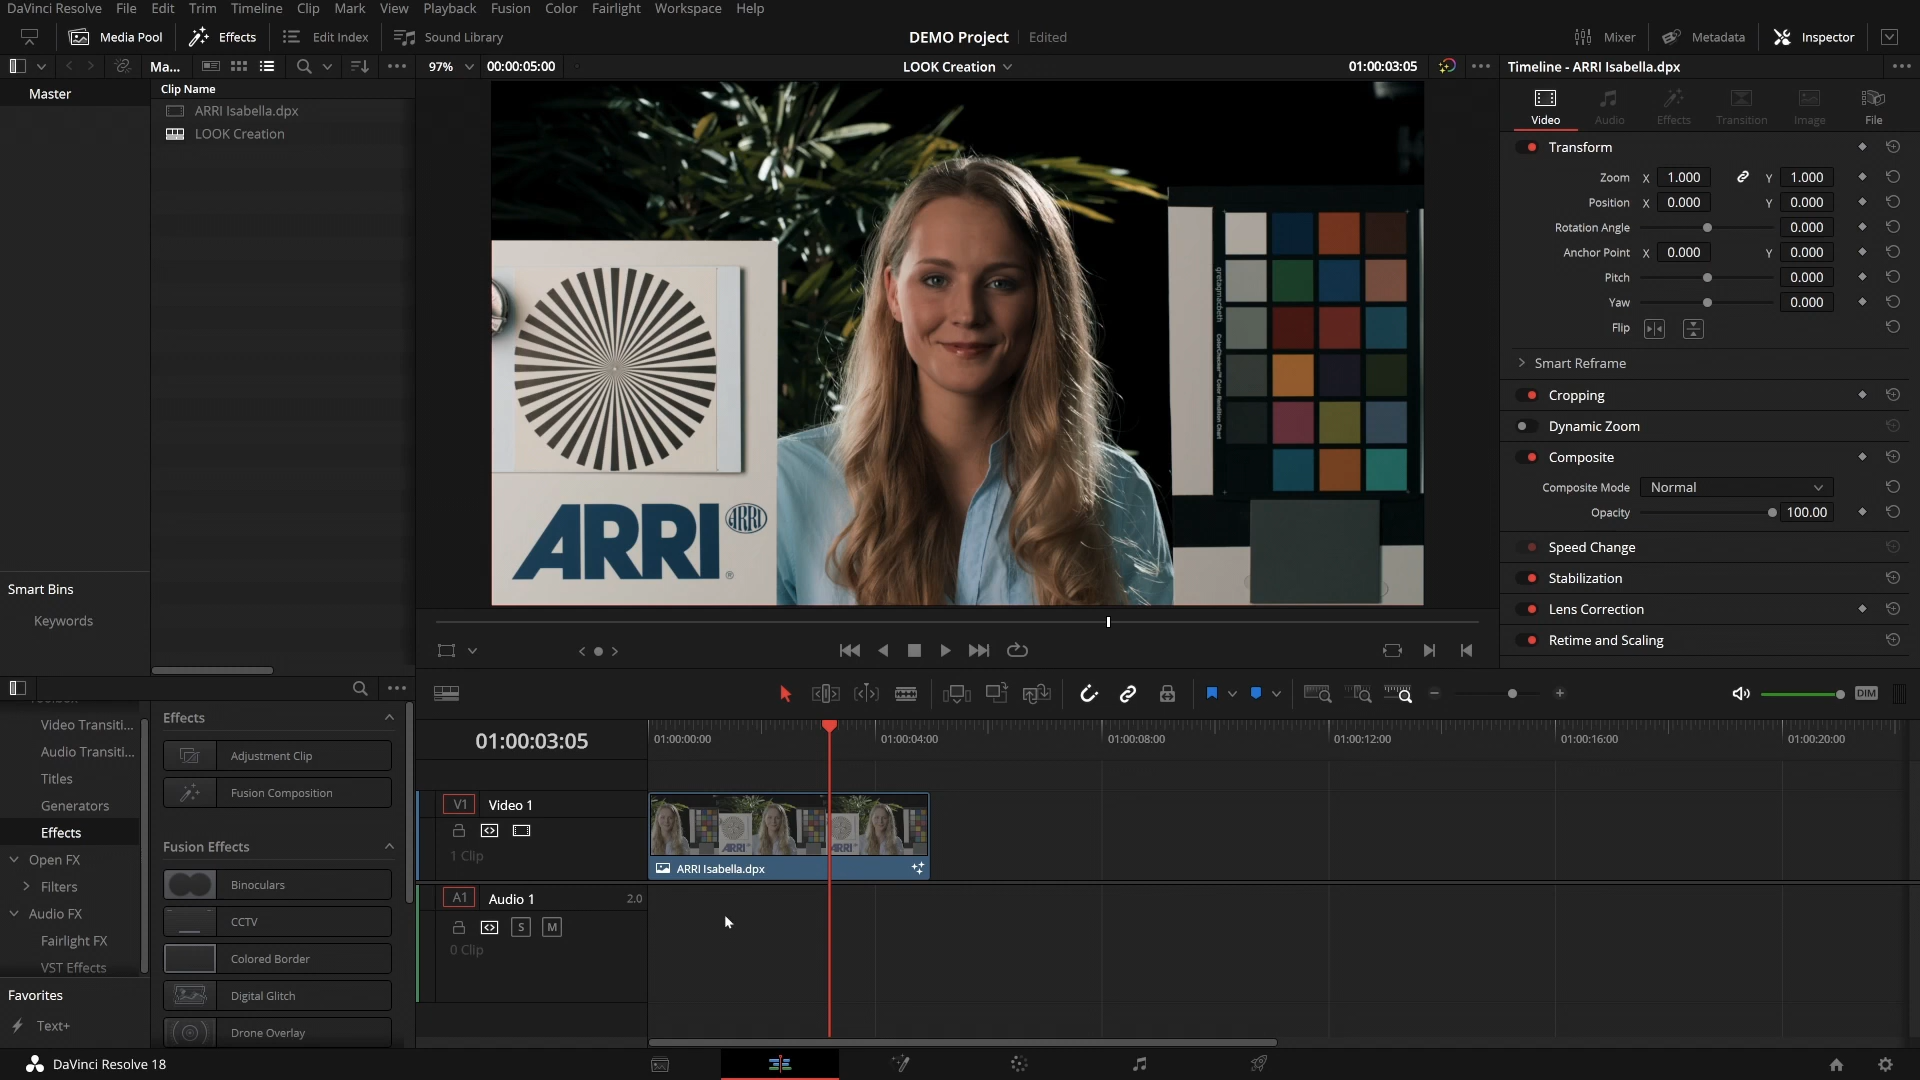 DaVinci Resolve File Edit Trim Timeline Clip Mark View Playback Fusion Color Fairlight Workspace Help
Media Pool Effects Edit Index Sound Library DEMO Project Edited Mixer Metadata Inspector
Ma... 97% 00:00:05:00 LOOK Creation 01:00:03:05 Timeline - ARRI Isabella.dpx
Master
Clip Name
ARRI Isabella.dpx
LOOK Creation
Smart Bins
Keywords
ARRI ARRI ®
gretagmacbeth ColorChecker™ Color Rendition Chart
Video Audio Effects Transition Image File
Transform
Zoom X 1.000 Y 1.000
Position X 0.000 Y 0.000
Rotation Angle 0.000
Anchor Point X 0.000 Y 0.000
Pitch 0.000
Yaw 0.000
Flip
Smart Reframe
Cropping
Dynamic Zoom
Composite
Composite Mode Normal
Opacity 100.00
Speed Change
Stabilization
Lens Correction
Retime and Scaling
DIM
Video Transiti...
Audio Transiti...
Titles
Generators
Effects
Open FX
Filters
Audio FX
Fairlight FX
VST Effects
Favorites
Text+
Effects
Adjustment Clip
Fusion Composition
Fusion Effects
Binoculars
CCTV
Colored Border
Digital Glitch
Drone Overlay
01:00:03:05
01:00:00:00 01:00:04:00 01:00:08:00 01:00:12:00 01:00:16:00 01:00:20:00
V1 Video 1
1 Clip
ARRI Isabella.dpx
A1 Audio 1 2.0
S M
0 Clip
DaVinci Resolve 18